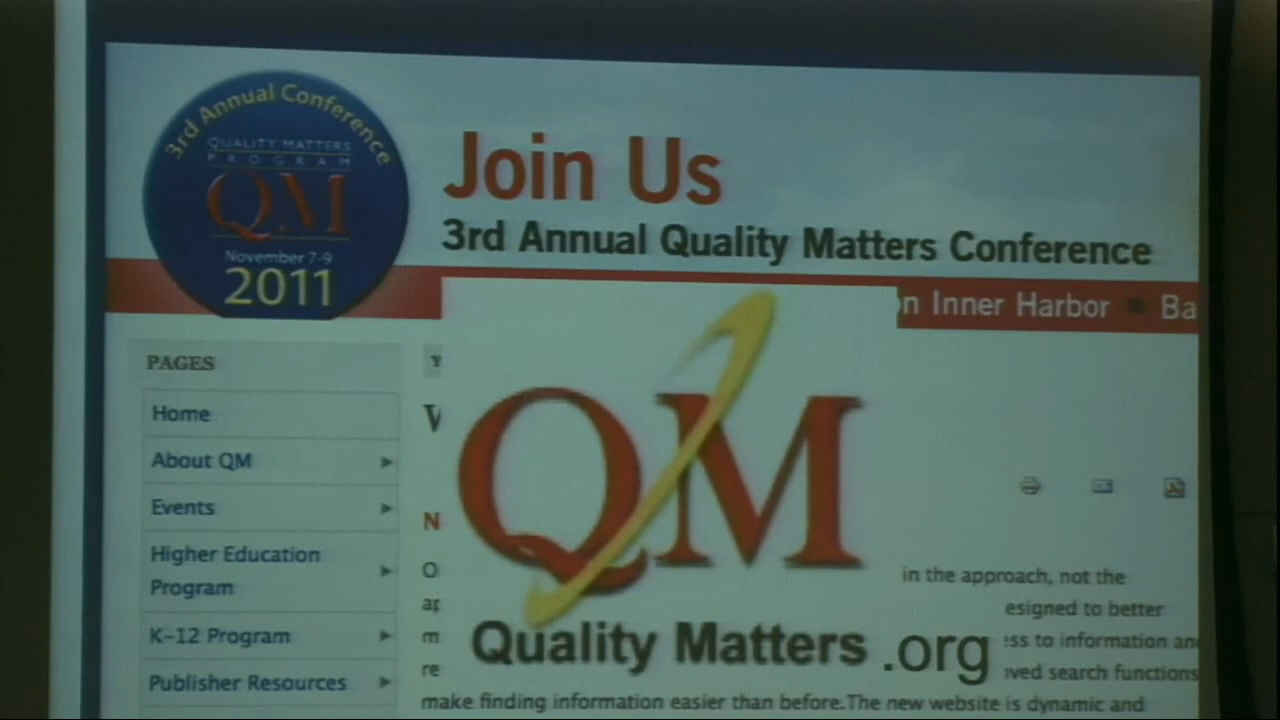 3rd Annual Conference
QUALITY MATTERS
PROGRAM
QM
November 7-9
2011
Join Us
3rd Annual Quality Matters Conference
n Inner Harbor • Ba
PAGES
Home
About QM
Events
Higher Education
Program
K-12 Program
Publisher Resources
Y
W
N
O
ap
m
re
QM
Quality Matters .org
in the approach, not the
esigned to better
ess to information and
oved search functions
make finding information easier than before.The new website is dynamic and